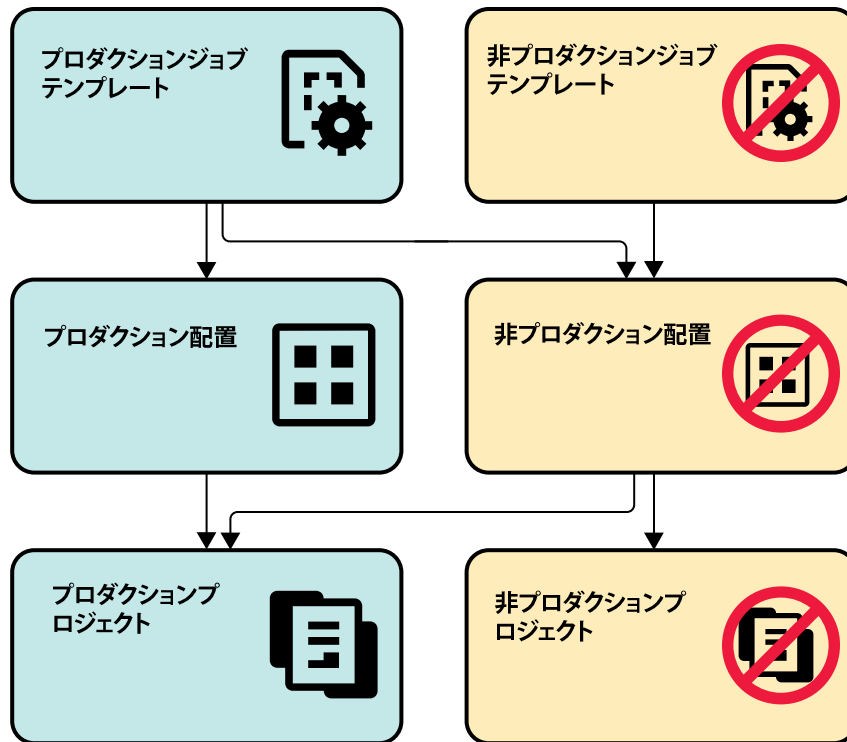 プロダクションジョブ
テンプレート
非プロダクションジョブ
テンプレート
プロダクション配置
非プロダクション配置
プロダクションプ
ロジェクト
非プロダクションプ
ロジェクト